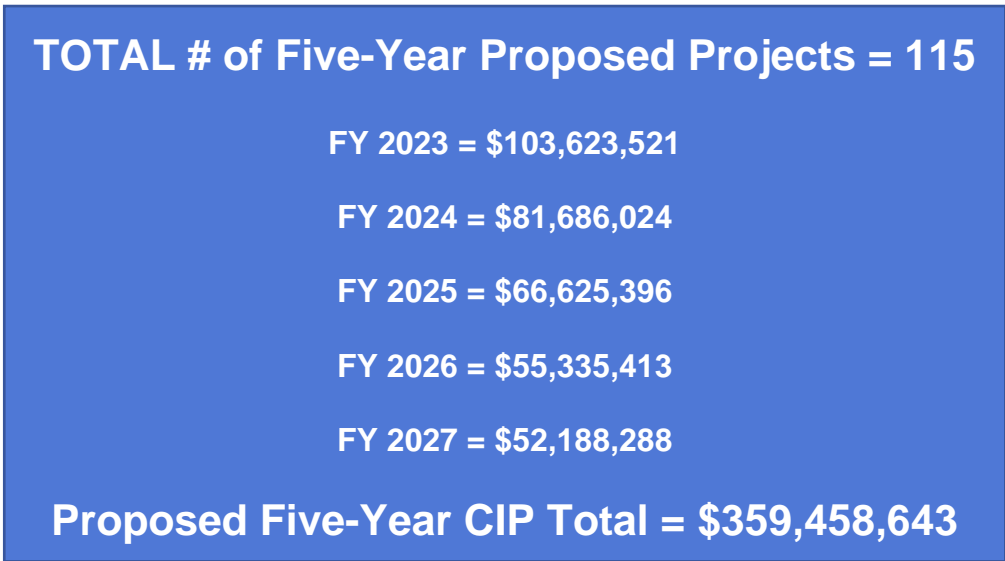 TOTAL # of Five-Year Proposed Projects = 115
FY 2023 = $103,623,521
FY 2024 = $81,686,024
FY 2025 = $66,625,396
FY 2026 = $55,335,413
FY 2027 = $52,188,288
Proposed Five-Year CIP Total = $359,458,643